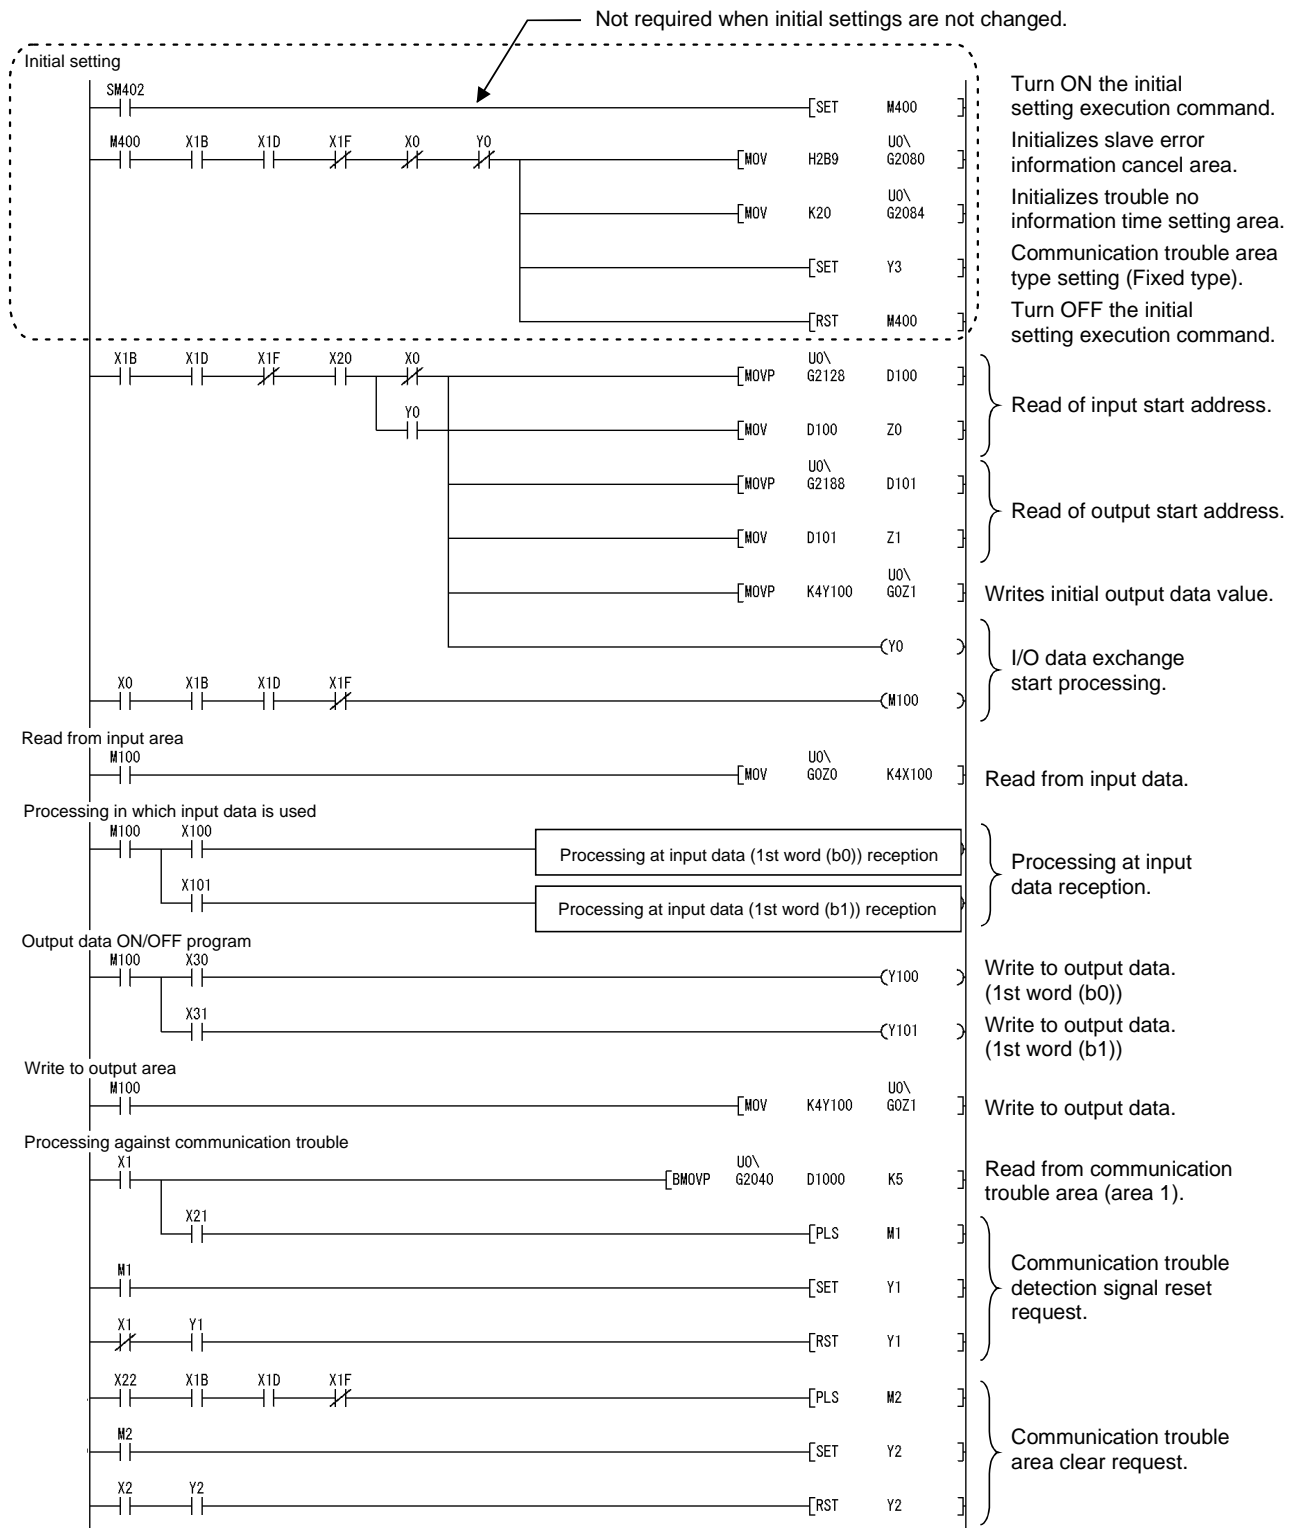 Not required when initial settings are not changed.
Initial setting
SM402
SET M400
Turn ON the initial
setting execution command.
M400 X1B X1D X1F X0 Y0
U0\
MOV H2B9 G2080
Initializes slave error
information cancel area.
U0\
MOV K20 G2084
Initializes trouble no
information time setting area.
SET Y3
Communication trouble area
type setting (Fixed type).
RST M400
Turn OFF the initial
setting execution command.
X1B X1D X1F X20 X0
U0\
MOVP G2128 D100
Read of input start address.
Y0
MOV D100 Z0
U0\
MOVP G2188 D101
Read of output start address.
MOV D101 Z1
U0\
MOVP K4Y100 G0Z1
Writes initial output data value.
Y0
I/O data exchange
start processing.
X0 X1B X1D X1F
M100
Read from input area
M100
U0\
MOV G0Z0 K4X100
Read from input data.
Processing in which input data is used
M100 X100
Processing at input data (1st word (b0)) reception
Processing at input
data reception.
X101
Processing at input data (1st word (b1)) reception
Output data ON/OFF program
M100 X30
Y100
Write to output data.
(1st word (b0))
X31
Y101
Write to output data.
(1st word (b1))
Write to output area
M100
U0\
MOV K4Y100 G0Z1
Write to output data.
Processing against communication trouble
X1
U0\
BMOVP G2040 D1000 K5
Read from communication
trouble area (area 1).
X21
PLS M1
M1
SET Y1
Communication trouble
detection signal reset
request.
X1 Y1
RST Y1
X22 X1B X1D X1F
PLS M2
M2
SET Y2
Communication trouble
area clear request.
X2 Y2
RST Y2